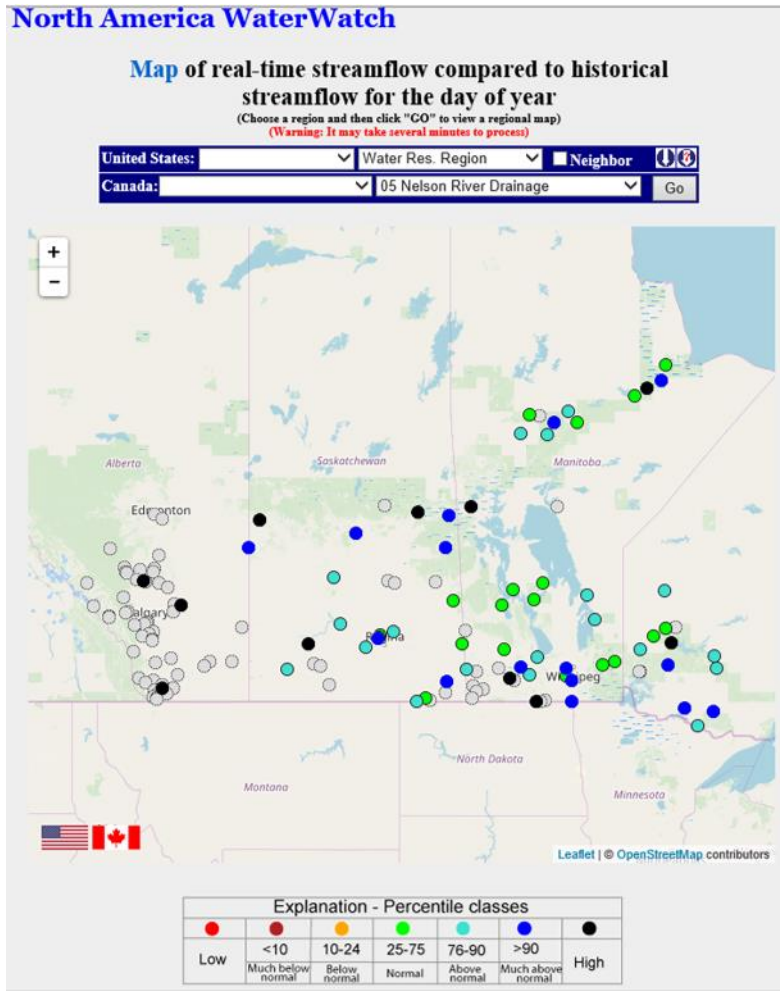 North America WaterWatch
Map of real-time streamflow compared to historical
streamflow for the day of year
(Choose a region and then click "GO" to view a regional map)
(Warning: It may take several minutes to process)
United States: Water Res. Region Neighbor
Canada: 05 Nelson River Drainage Go
+
−
Alberta
Saskatchewan
Manitoba
Montana
North Dakota
Minnesota
Leaflet | © OpenStreetMap contributors
Explanation - Percentile classes
Low <10 10-24 25-75 76-90 >90 High
Much below normal Below normal Normal Above normal Much above normal